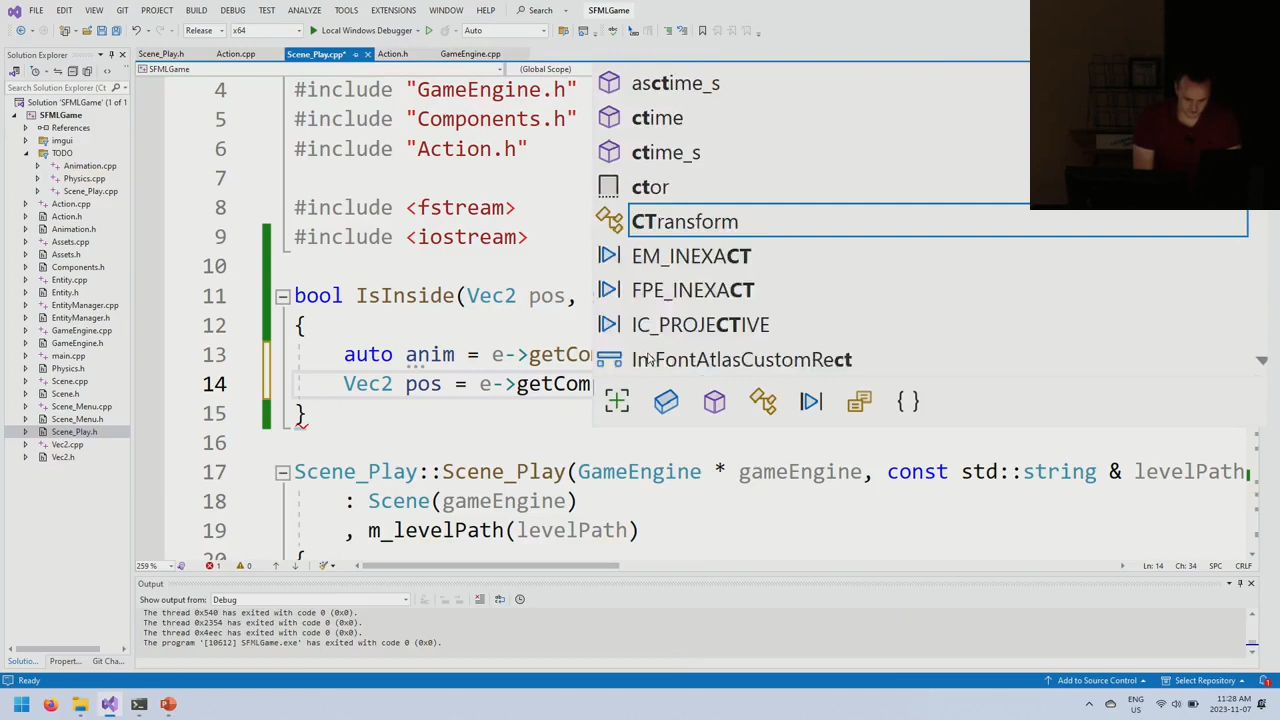 FILE EDIT VIEW GIT PROJECT BUILD DEBUG TEST ANALYZE TOOLS EXTENSIONS WINDOW HELP Search SFMLGame
Release x64 Local Windows Debugger Auto
Solution Explorer
Search Solution Explorer
Solution 'SFMLGame' (1 of 1
SFMLGame
References
imgui
TODO
Animation.cpp
Physics.cpp
Scene_Play.cpp
Action.cpp
Action.h
Animation.h
Assets.cpp
Assets.h
Components.h
Entity.cpp
Entity.h
EntityManager.cpp
EntityManager.h
GameEngine.cpp
GameEngine.h
main.cpp
Physics.h
Scene.cpp
Scene.h
Scene_Menu.cpp
Scene_Menu.h
Scene_Play.h
Vec2.cpp
Vec2.h
Solutio... Propert... Git Cha...
Scene_Play.h Action.cpp Scene_Play.cpp* Action.h GameEngine.cpp
SFMLGame (Global Scope)
4 #include "GameEngine.h"
5 #include "Components.h"
6 #include "Action.h"
7
8 #include <fstream>
9 #include <iostream>
10
11 bool IsInside(Vec2 pos,
12 {
13 auto anim = e->getCo
14 Vec2 pos = e->getCom
15 }
16
17 Scene_Play::Scene_Play(GameEngine * gameEngine, const std::string & levelPath
18 : Scene(gameEngine)
19 , m_levelPath(levelPath)
20 {
asctime_s
ctime
ctime_s
ctor
CTransform
EM_INEXACT
FPE_INEXACT
IC_PROJECTIVE
ImFontAtlasCustomRect
259 % 1 0 Ln: 14 Ch: 34 SPC CRLF
Output
Show output from: Debug
The thread 0x540 has exited with code 0 (0x0).
The thread 0x2354 has exited with code 0 (0x0).
The thread 0x4eec has exited with code 0 (0x0).
The program '[10612] SFMLGame.exe' has exited with code 0 (0x0).
Ready Add to Source Control Select Repository 1
ENG
US
11:28 AM
2023-11-07